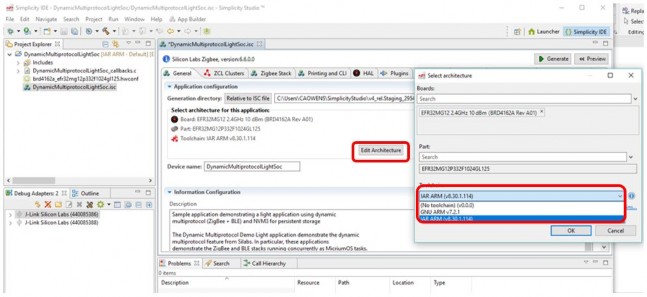 Simplicity IDE - DynamicMultiprotocolLightSoc/DynamicMultiprotocolLightSoc.isc - Simplicity Studio ™
File Edit Navigate Search Project Run Window Help App Builder
Launcher Simplicity IDE
Project Explorer
DynamicMultiprotocolLightSoc [IAR ARM - Default]
Includes
DynamicMultiprotocolLightSoc_callbacks.c
brd4162a_efr32mg12p332f1024gl125.hwconf
DynamicMultiprotocolLightSoc.isc
*DynamicMultiprotocolLightSoc.isc
Silicon Labs Zigbee, version:6.6.0.0
Generate Preview
General ZCL Clusters Zigbee Stack Printing and CLI HAL Plugins
Application configuration
Generation directory: Relative to ISC file C:\Users\CAOWENS\SimplicityStudio\v4_rel.Staging_2954
Select architecture for this application:
Board: EFR32MG12 2.4GHz 10 dBm (BRD4162A Rev A01)
Part: EFR32MG12P332F1024GL125
Toolchain: IAR ARM v8.30.1.114
Edit Architecture
Device name: DynamicMultiprotocolLightSoc
Information Configuration
Description
Sample application demonstrating a light application using dynamic
multiprotocol (ZigBee + BLE) and NVM3 for persistent storage
The Dynamic Multiprotocol Demo Light application demonstrate the dynamic
multiprotocol feature from Silabs. In particular, these applications
demonstrate the ZigBee and BLE stacks running concurrently as MicriumOS tasks.
Debug Adapters Outline
J-Link Silicon Labs (440085386)
J-Link Silicon Labs (440085388)
Problems Search Call Hierarchy
0 items
Description Resource Path Location Type
Select architecture
Boards:
Search
EFR32MG12 2.4GHz 10 dBm (BRD4162A Rev A01)
Part:
Search
EFR32MG12P332F1024GL125
IAR ARM (v8.30.1.114)
(No toolchain) (v0.0.0)
GNU ARM v7.2.1
IAR ARM (v8.30.1.114)
OK Cancel
Repla
Selec
Editing